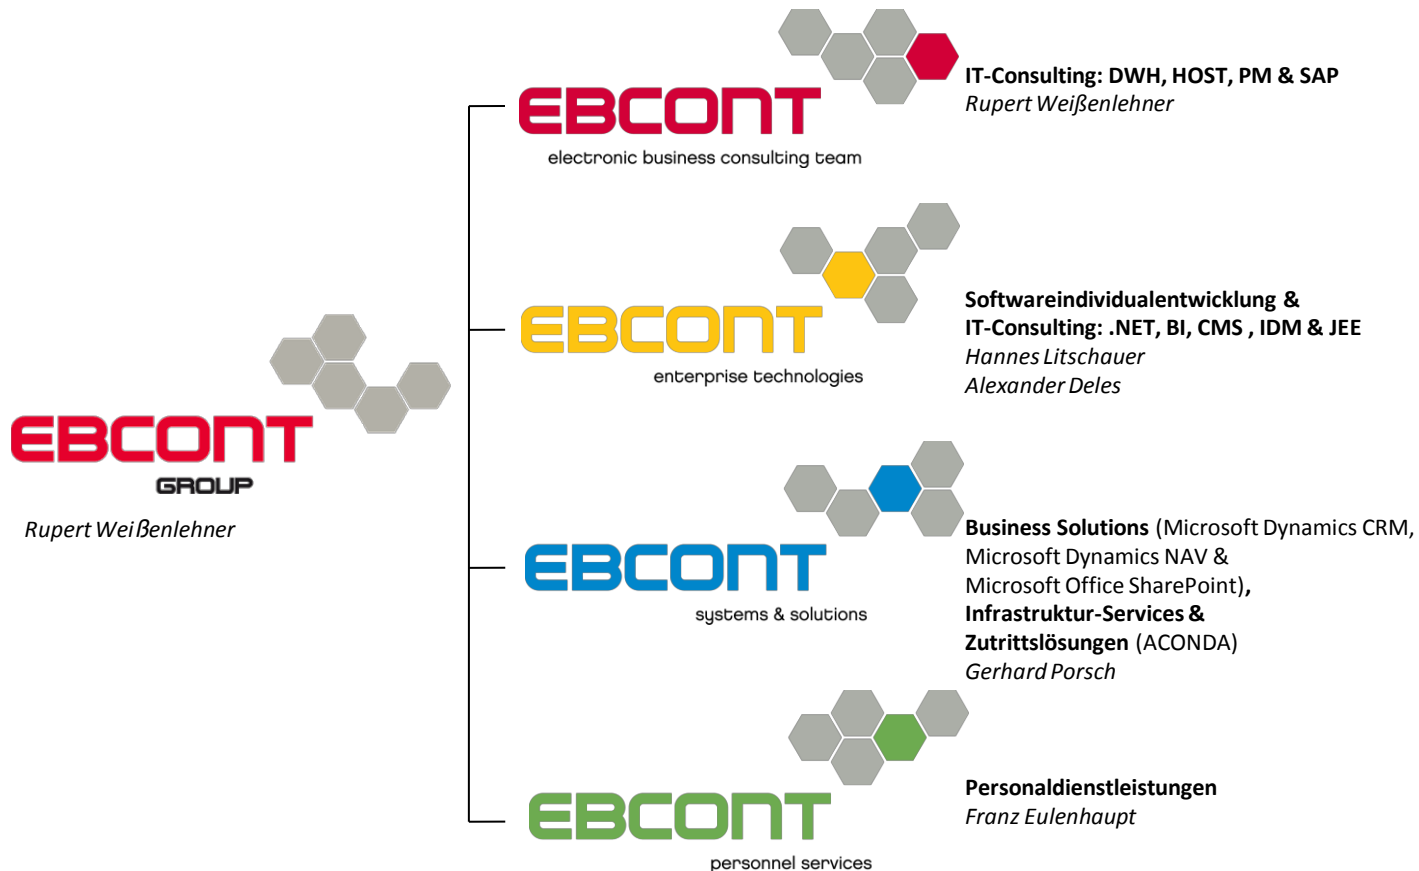 EBCONT
GROUP
Rupert Weißenlehner
EBCONT
electronic business consulting team
IT-Consulting: DWH, HOST, PM & SAP
Rupert Weißenlehner
EBCONT
enterprise technologies
Softwareindividualentwicklung &
IT-Consulting: .NET, BI, CMS , IDM & JEE
Hannes Litschauer
Alexander Deles
EBCONT
systems & solutions
Business Solutions (Microsoft Dynamics CRM,
Microsoft Dynamics NAV &
Microsoft Office SharePoint),
Infrastruktur-Services &
Zutrittslösungen (ACONDA)
Gerhard Porsch
EBCONT
personnel services
Personaldienstleistungen
Franz Eulenhaupt